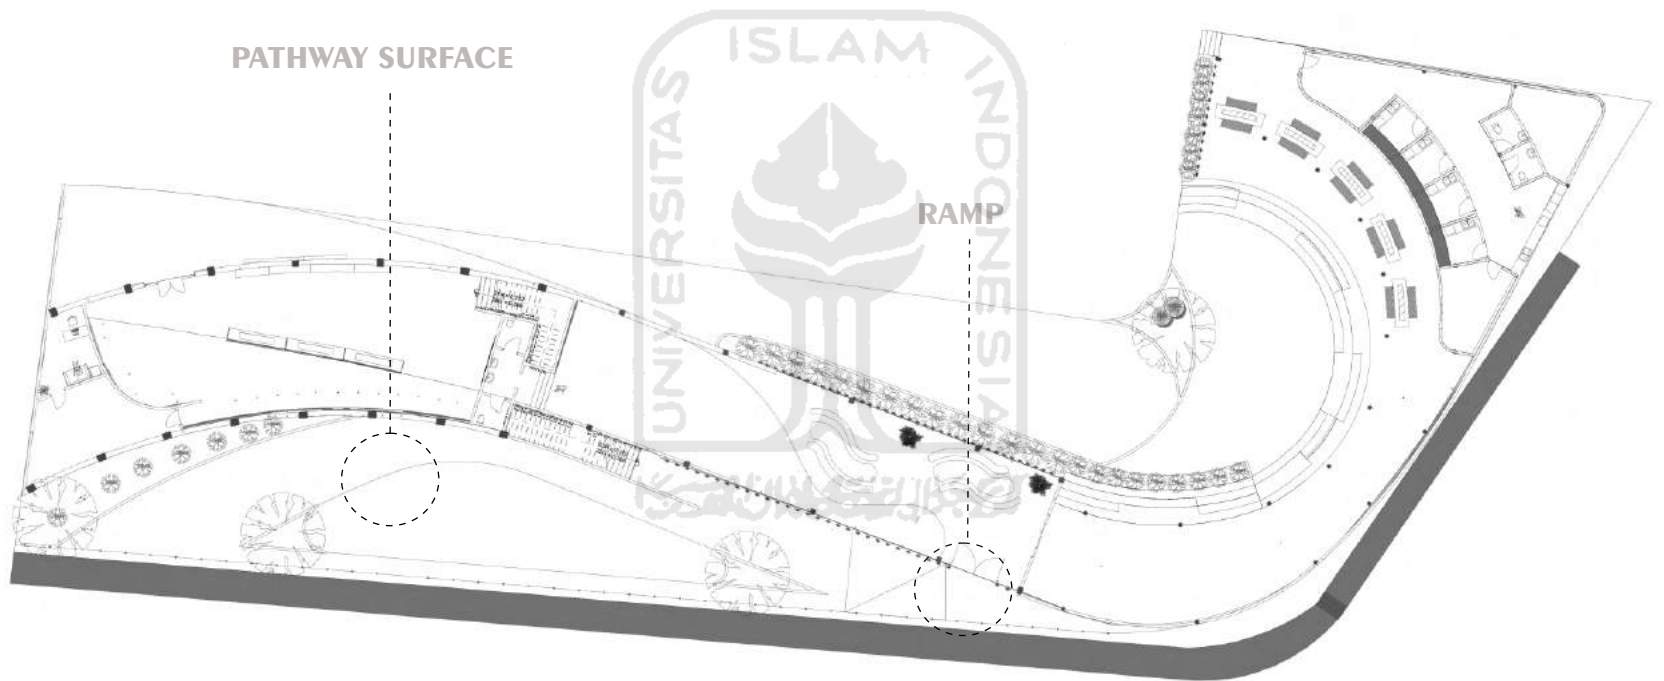 PATHWAY SURFACE
ISLAM
UNIVERSITAS
INDONESIA
RAMP